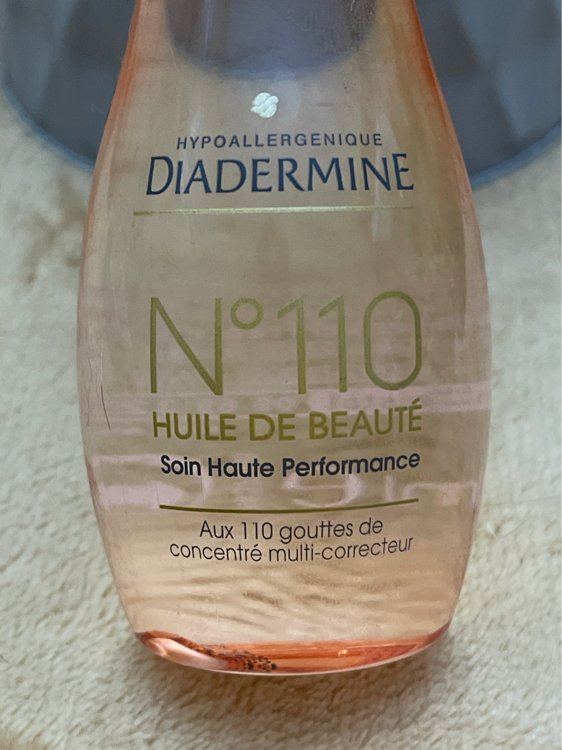 HYPOALLERGENIQUE
DIADERMINE
N°110
HUILE DE BEAUTÉ
Soin Haute Performance
Aux 110 gouttes de
concentré multi-correcteur